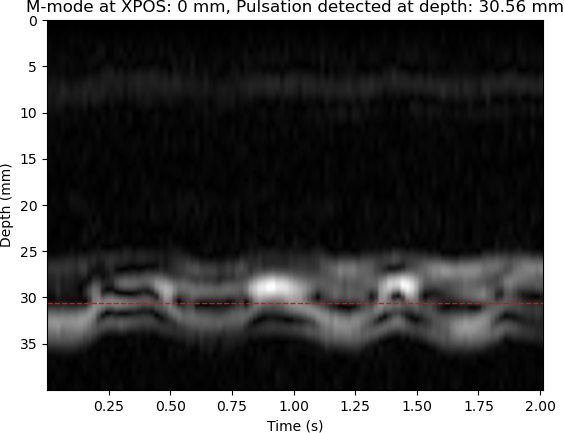 M-mode at XPOS: 0 mm, Pulsation detected at depth: 30.56 mm
0
5
10
15
20
25
30
35
Depth (mm)
0.25 0.50 0.75 1.00 1.25 1.50 1.75 2.00
Time (s)